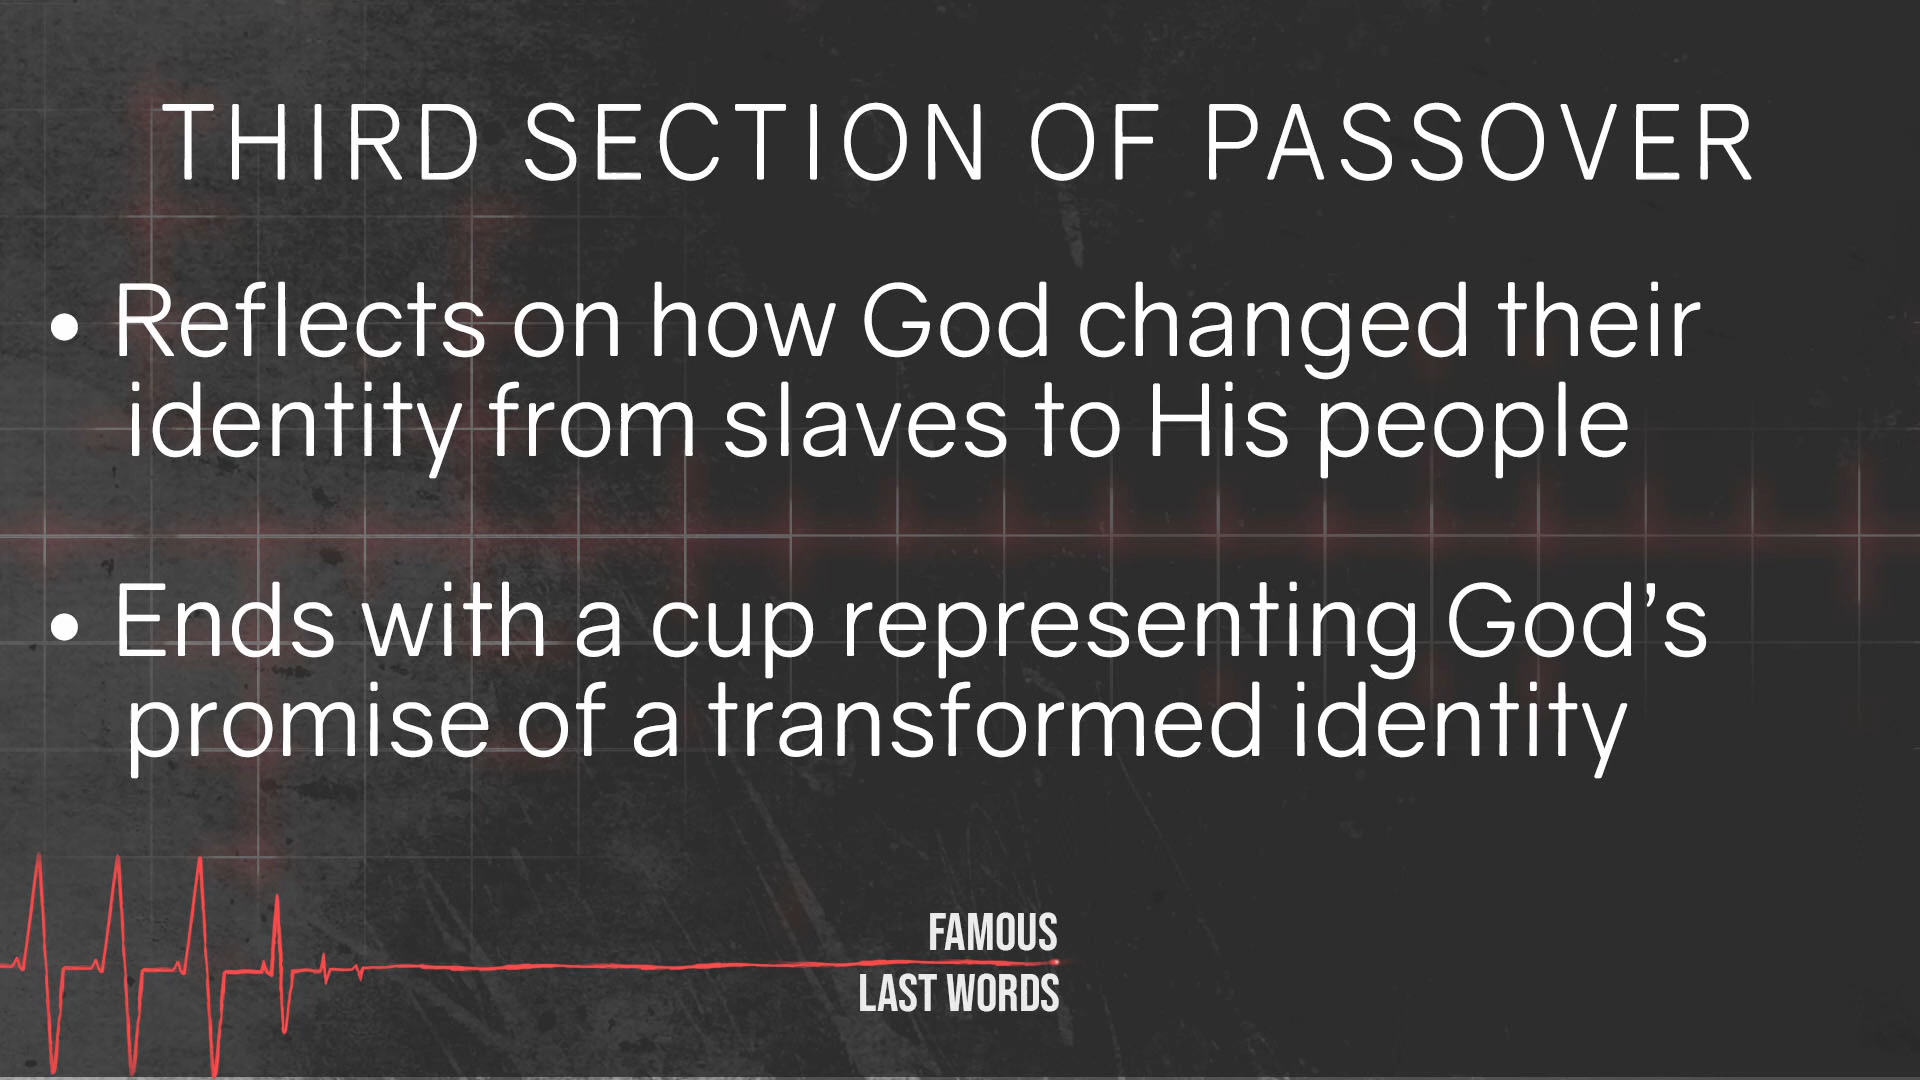 THIRD SECTION OF PASSOVER
• Reflects on how God changed their
identity from slaves to His people
• Ends with a cup representing God’s
promise of a transformed identity
FAMOUS
LAST WORDS